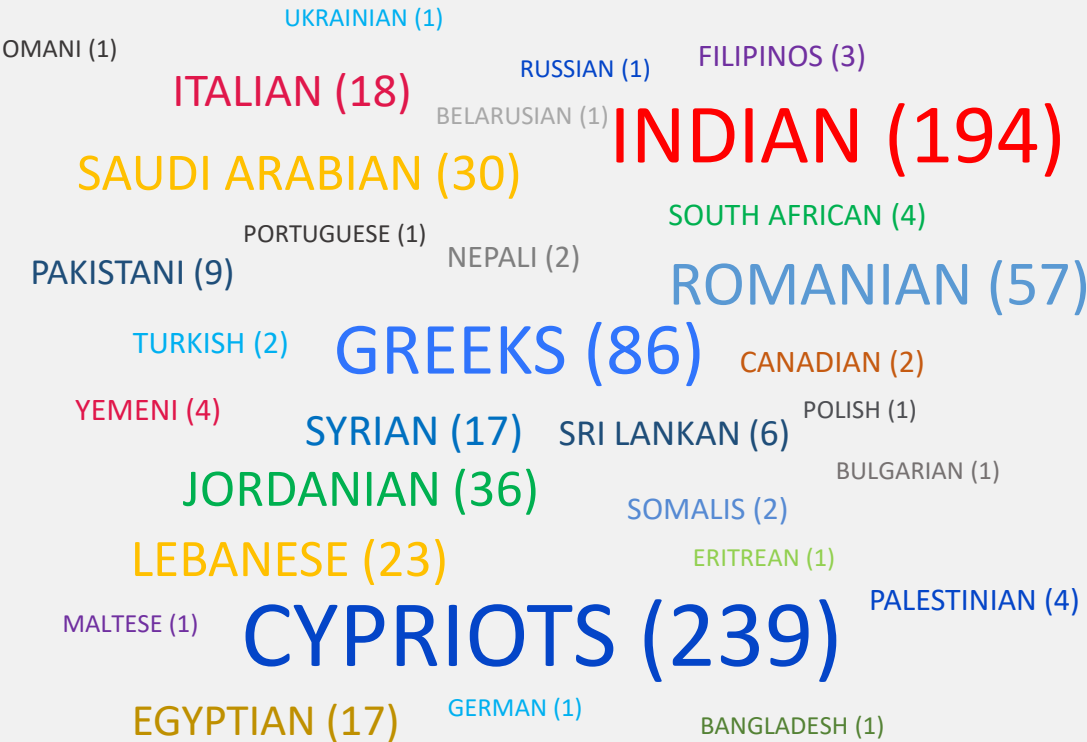 UKRAINIAN (1)
OMANI (1)
FILIPINOS (3)
RUSSIAN (1)
ITALIAN (18)
BELARUSIAN (1)
INDIAN (194)
SAUDI ARABIAN (30)
SOUTH AFRICAN (4)
PORTUGUESE (1)
NEPALI (2)
PAKISTANI (9)
ROMANIAN (57)
TURKISH (2)
GREEKS (86)
CANADIAN (2)
YEMENI (4)
POLISH (1)
SYRIAN (17)
SRI LANKAN (6)
BULGARIAN (1)
JORDANIAN (36)
SOMALIS (2)
LEBANESE (23)
ERITREAN (1)
PALESTINIAN (4)
MALTESE (1)
CYPRIOTS (239)
EGYPTIAN (17)
GERMAN (1)
BANGLADESH (1)